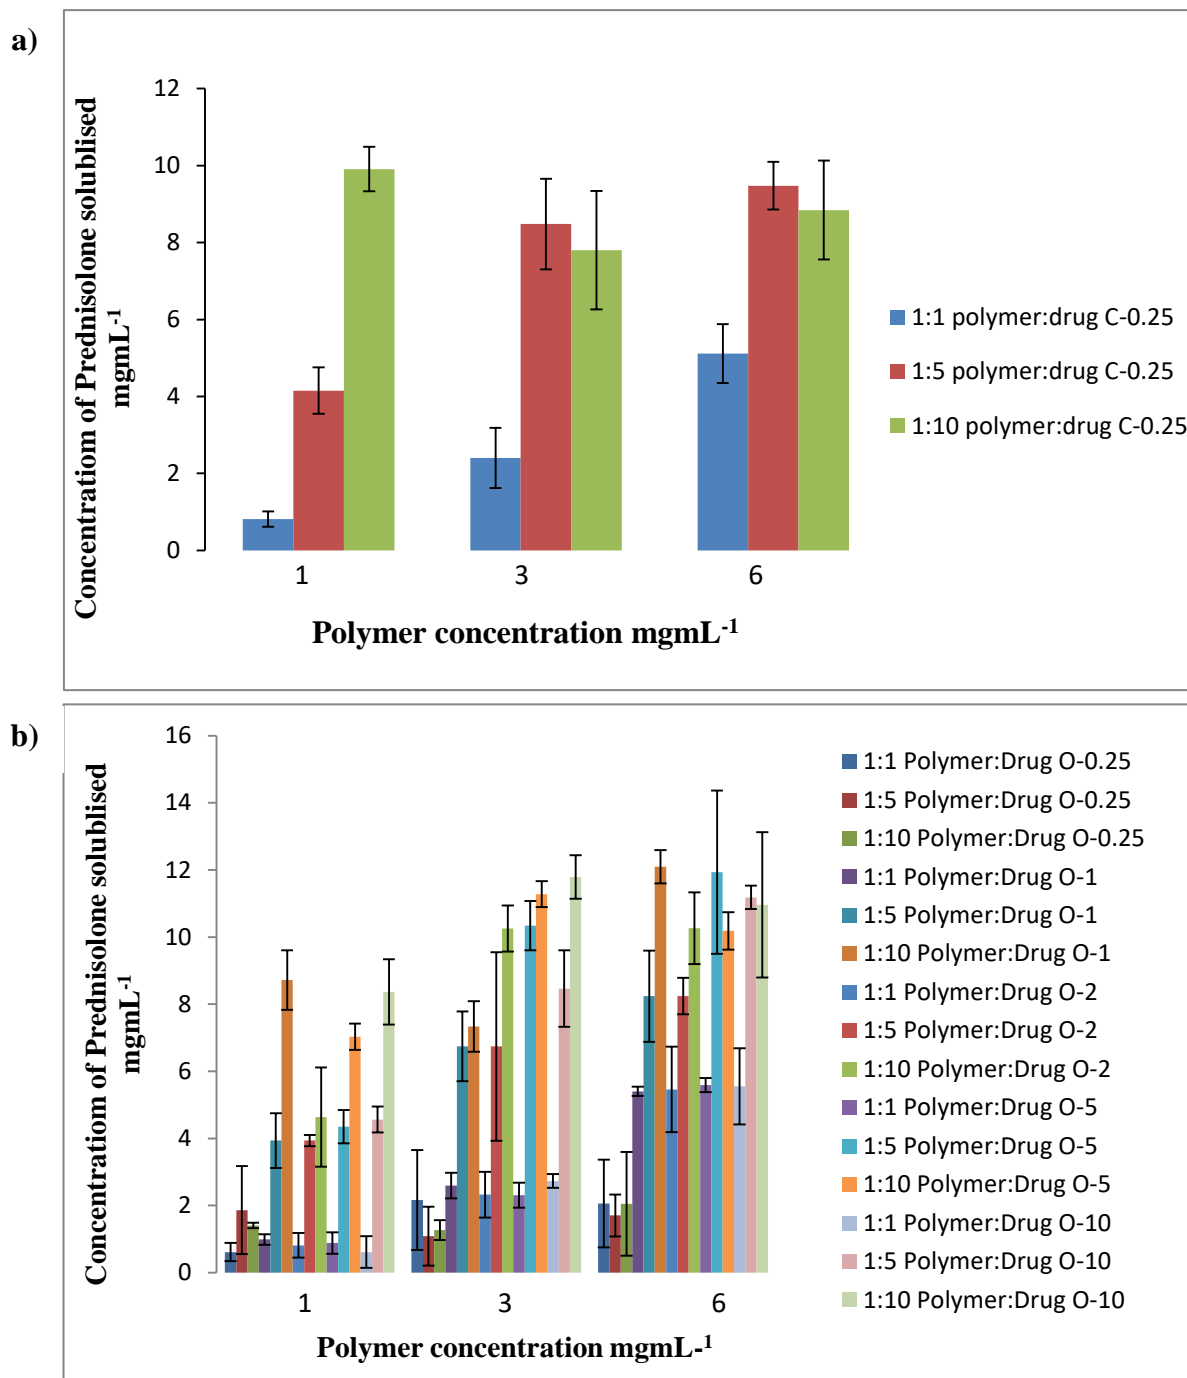 a)
Concentratiom of Prednisolone solublised
mgmL-1
12
10
8
6
4
2
0
1 3 6
Polymer concentration mgmL-1
1:1 polymer:drug C-0.25
1:5 polymer:drug C-0.25
1:10 polymer:drug C-0.25
b)
Concentratiom of Prednisolone solublised
mgmL-1
16
14
12
10
8
6
4
2
0
1 3 6
Polymer concentration mgmL-1
1:1 Polymer:Drug O-0.25
1:5 Polymer:Drug O-0.25
1:10 Polymer:Drug O-0.25
1:1 Polymer:Drug O-1
1:5 Polymer:Drug O-1
1:10 Polymer:Drug O-1
1:1 Polymer:Drug O-2
1:5 Polymer:Drug O-2
1:10 Polymer:Drug O-2
1:1 Polymer:Drug O-5
1:5 Polymer:Drug O-5
1:10 Polymer:Drug O-5
1:1 Polymer:Drug O-10
1:5 Polymer:Drug O-10
1:10 Polymer:Drug O-10